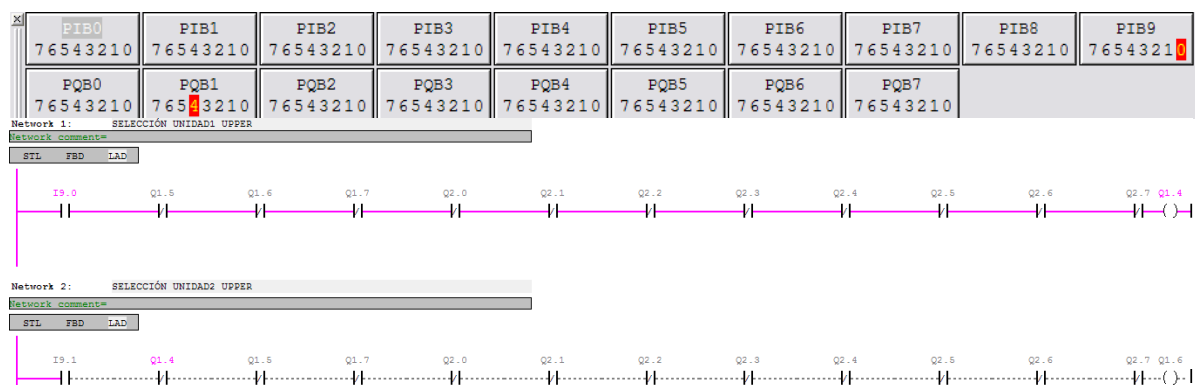 x
PIB0 PIB1 PIB2 PIB3 PIB4 PIB5 PIB6 PIB7 PIB8 PIB9
76543210 76543210 76543210 76543210 76543210 76543210 76543210 76543210 76543210 76543210
PQB0 PQB1 PQB2 PQB3 PQB4 PQB5 PQB6 PQB7
76543210 76543210 76543210 76543210 76543210 76543210 76543210 76543210
Network 1: SELECCIÓN UNIDAD1 UPPER
Network comment=
STL FBD LAD
I9.0 Q1.5 Q1.6 Q1.7 Q2.0 Q2.1 Q2.2 Q2.3 Q2.4 Q2.5 Q2.6 Q2.7 Q1.4
Network 2: SELECCIÓN UNIDAD2 UPPER
Network comment=
STL FBD LAD
I9.1 Q1.4 Q1.5 Q1.7 Q2.0 Q2.1 Q2.2 Q2.3 Q2.4 Q2.5 Q2.6 Q2.7 Q1.6